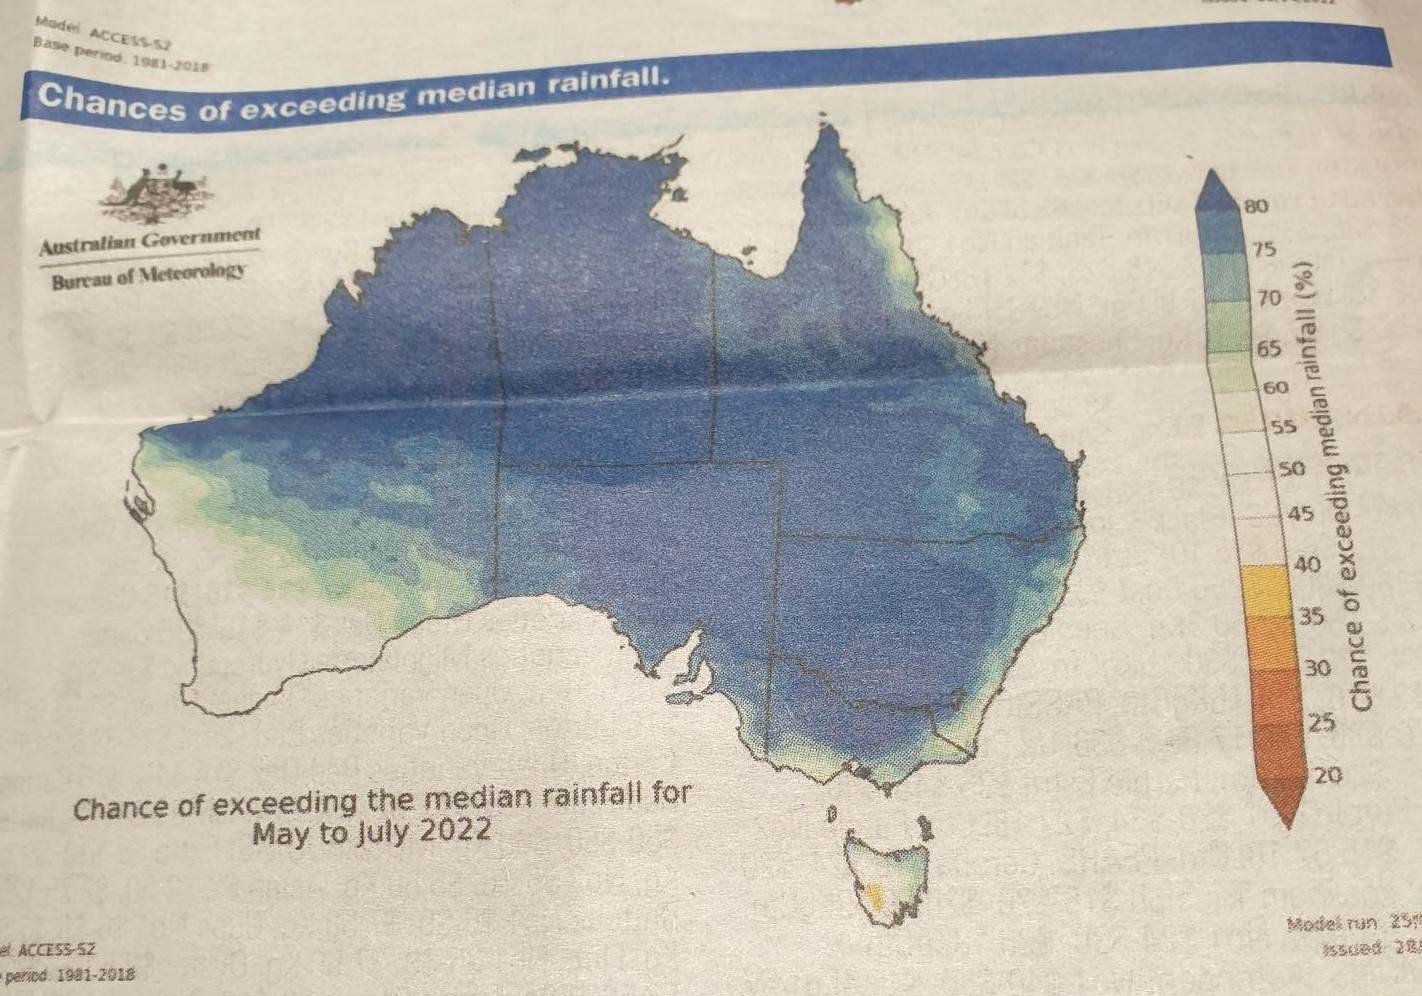 Model ACCESS-S2
Base period 1981-2018
Chances of exceeding median rainfall.
Australian Government
Bureau of Meteorology
80
75
70
65
60
55
50
45
40
35
30
25
20
Chance of exceeding median rainfall (%)
Chance of exceeding the median rainfall for
May to July 2022
ACCESS-S2
period 1981-2018
Model run
Issued